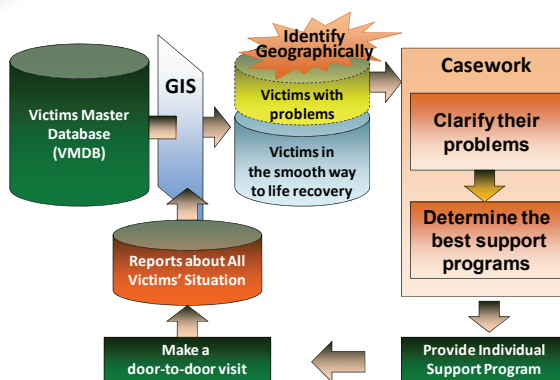 Victims Master
Database
(VMDB)
GIS
Identify
Geographically
Victims with
problems
Victims in
the smooth way
to life recovery
Casework
Clarify their
problems
Determine the
best support
programs
Reports about All
Victims' Situation
Make a
door-to-door visit
Provide Individual
Support Program